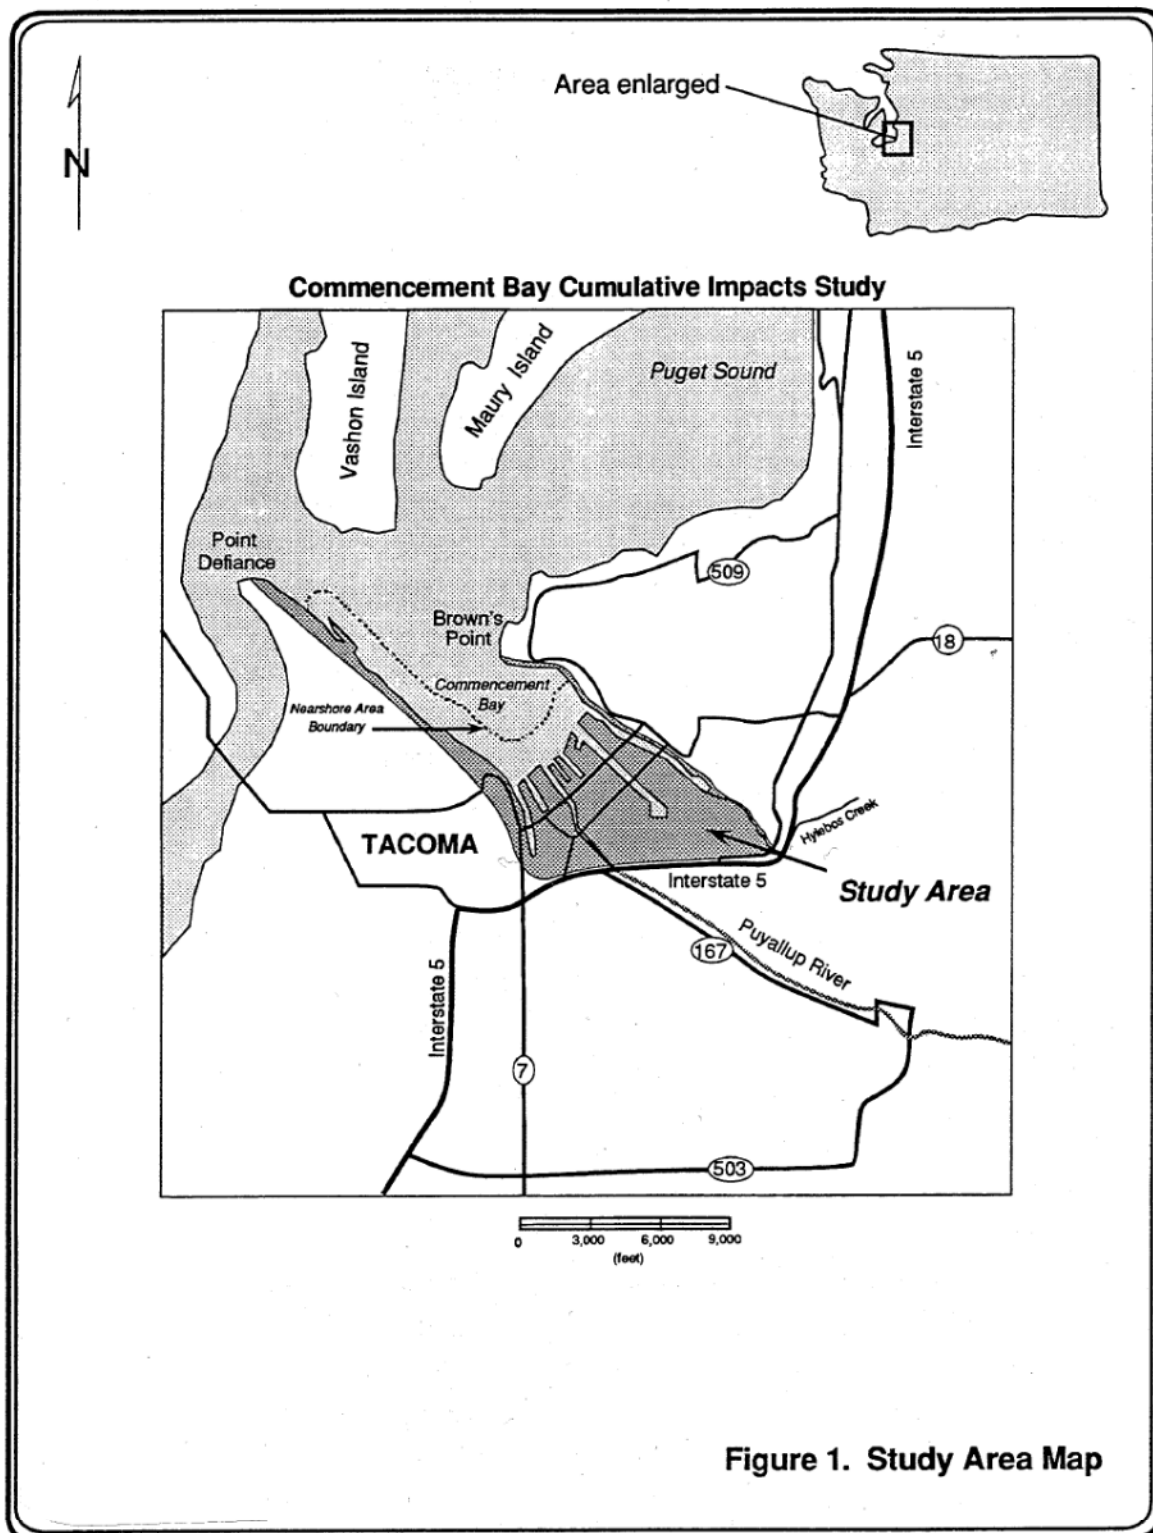 Area enlarged
N
Commencement Bay Cumulative Impacts Study
Vashon Island
Maury Island
Puget Sound
Interstate 5
Point
Defiance
509
Brown's
Point
18
Commencement
Bay
Nearshore Area
Boundary
Hylebos Creek
TACOMA
Interstate 5
Study Area
Puyallup River
167
Interstate 5
7
503
0 3,000 6,000 9,000
(feet)
Figure 1. Study Area Map